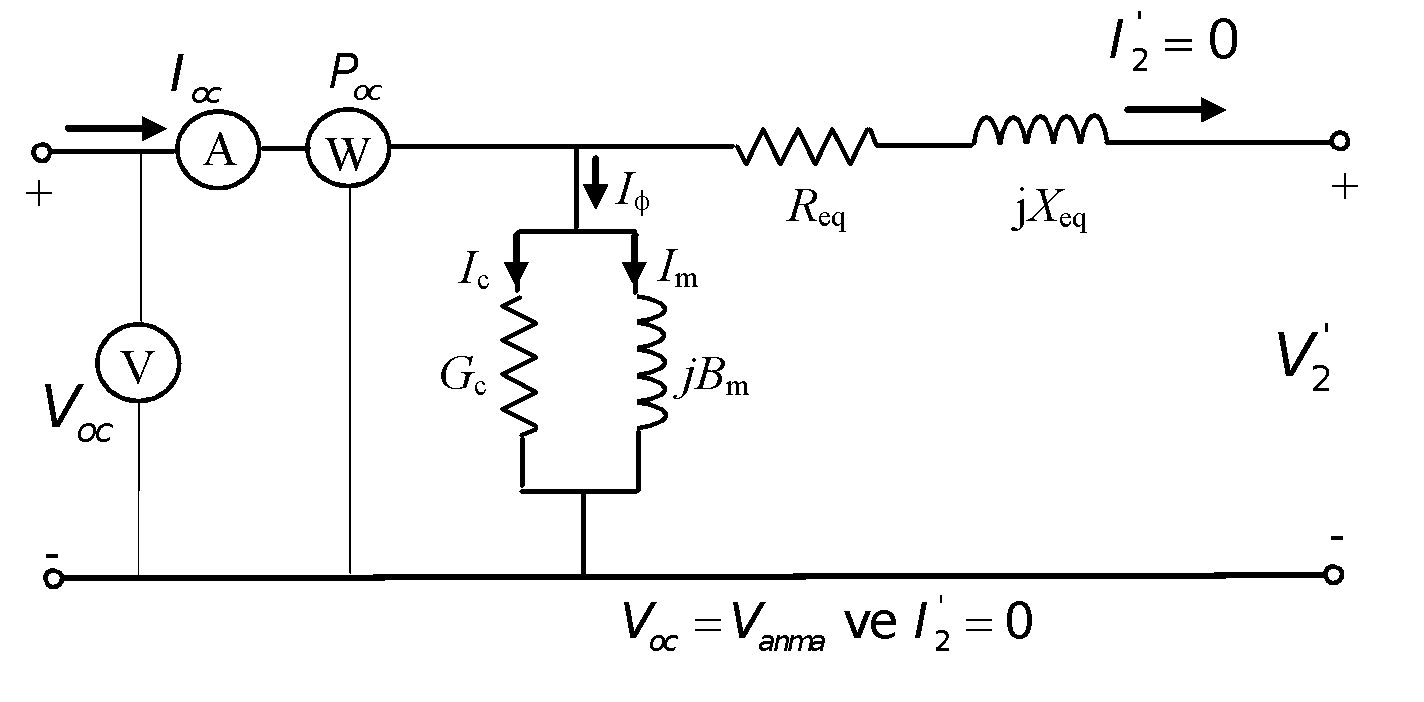 I'2 = 0
Ioc
Poc
A
W
+
+
Iϕ
Req
jXeq
Ic
Im
V
Voc
Gc
jBm
V'2
-
-
Voc = Vanma ve I'2 = 0